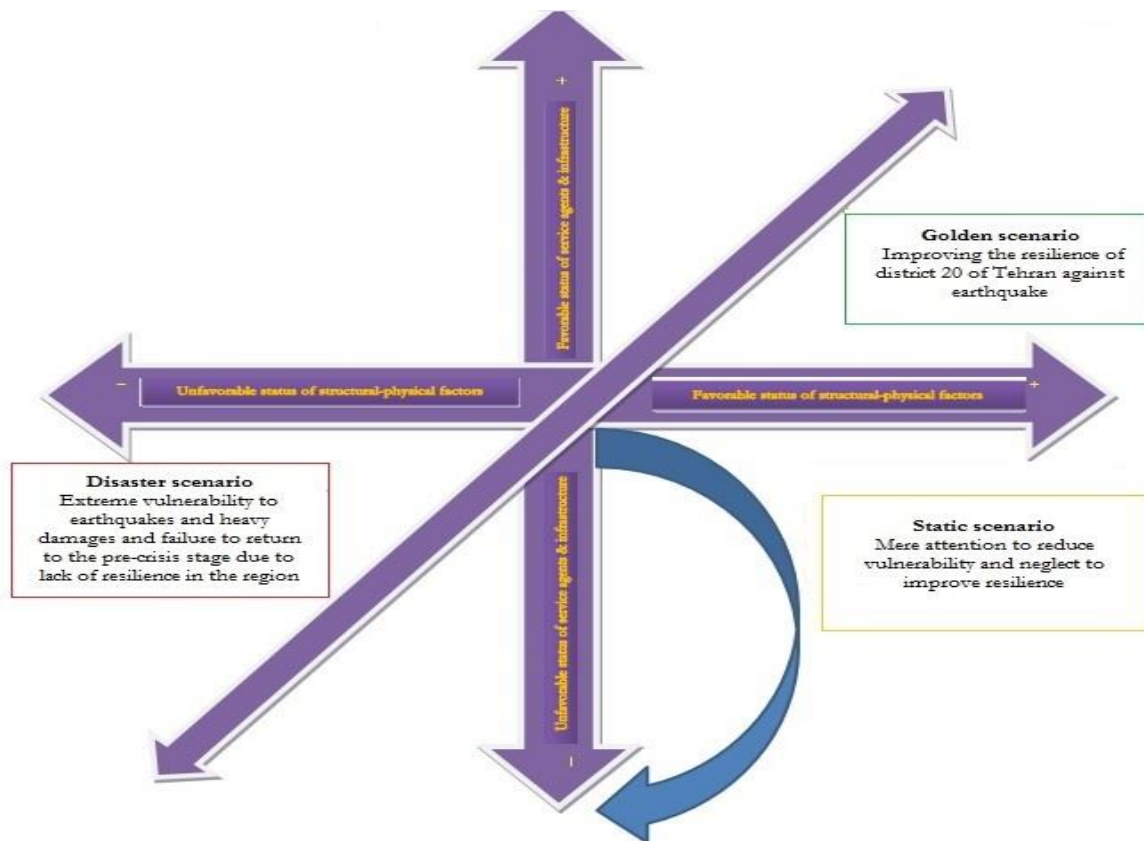 +
Favorable status of service agents & infrastructure
Golden scenario
Improving the resilience of
district 20 of Tehran against
earthquake
−
Unfavorable status of structural-physical factors
Favorable status of structural-physical factors
+
Disaster scenario
Extreme vulnerability to
earthquakes and heavy
damages and failure to return
to the pre-crisis stage due to
lack of resilience in the region
Unfavorable status of service agents & infrastructure
−
Static scenario
Mere attention to reduce
vulnerability and neglect to
improve resilience